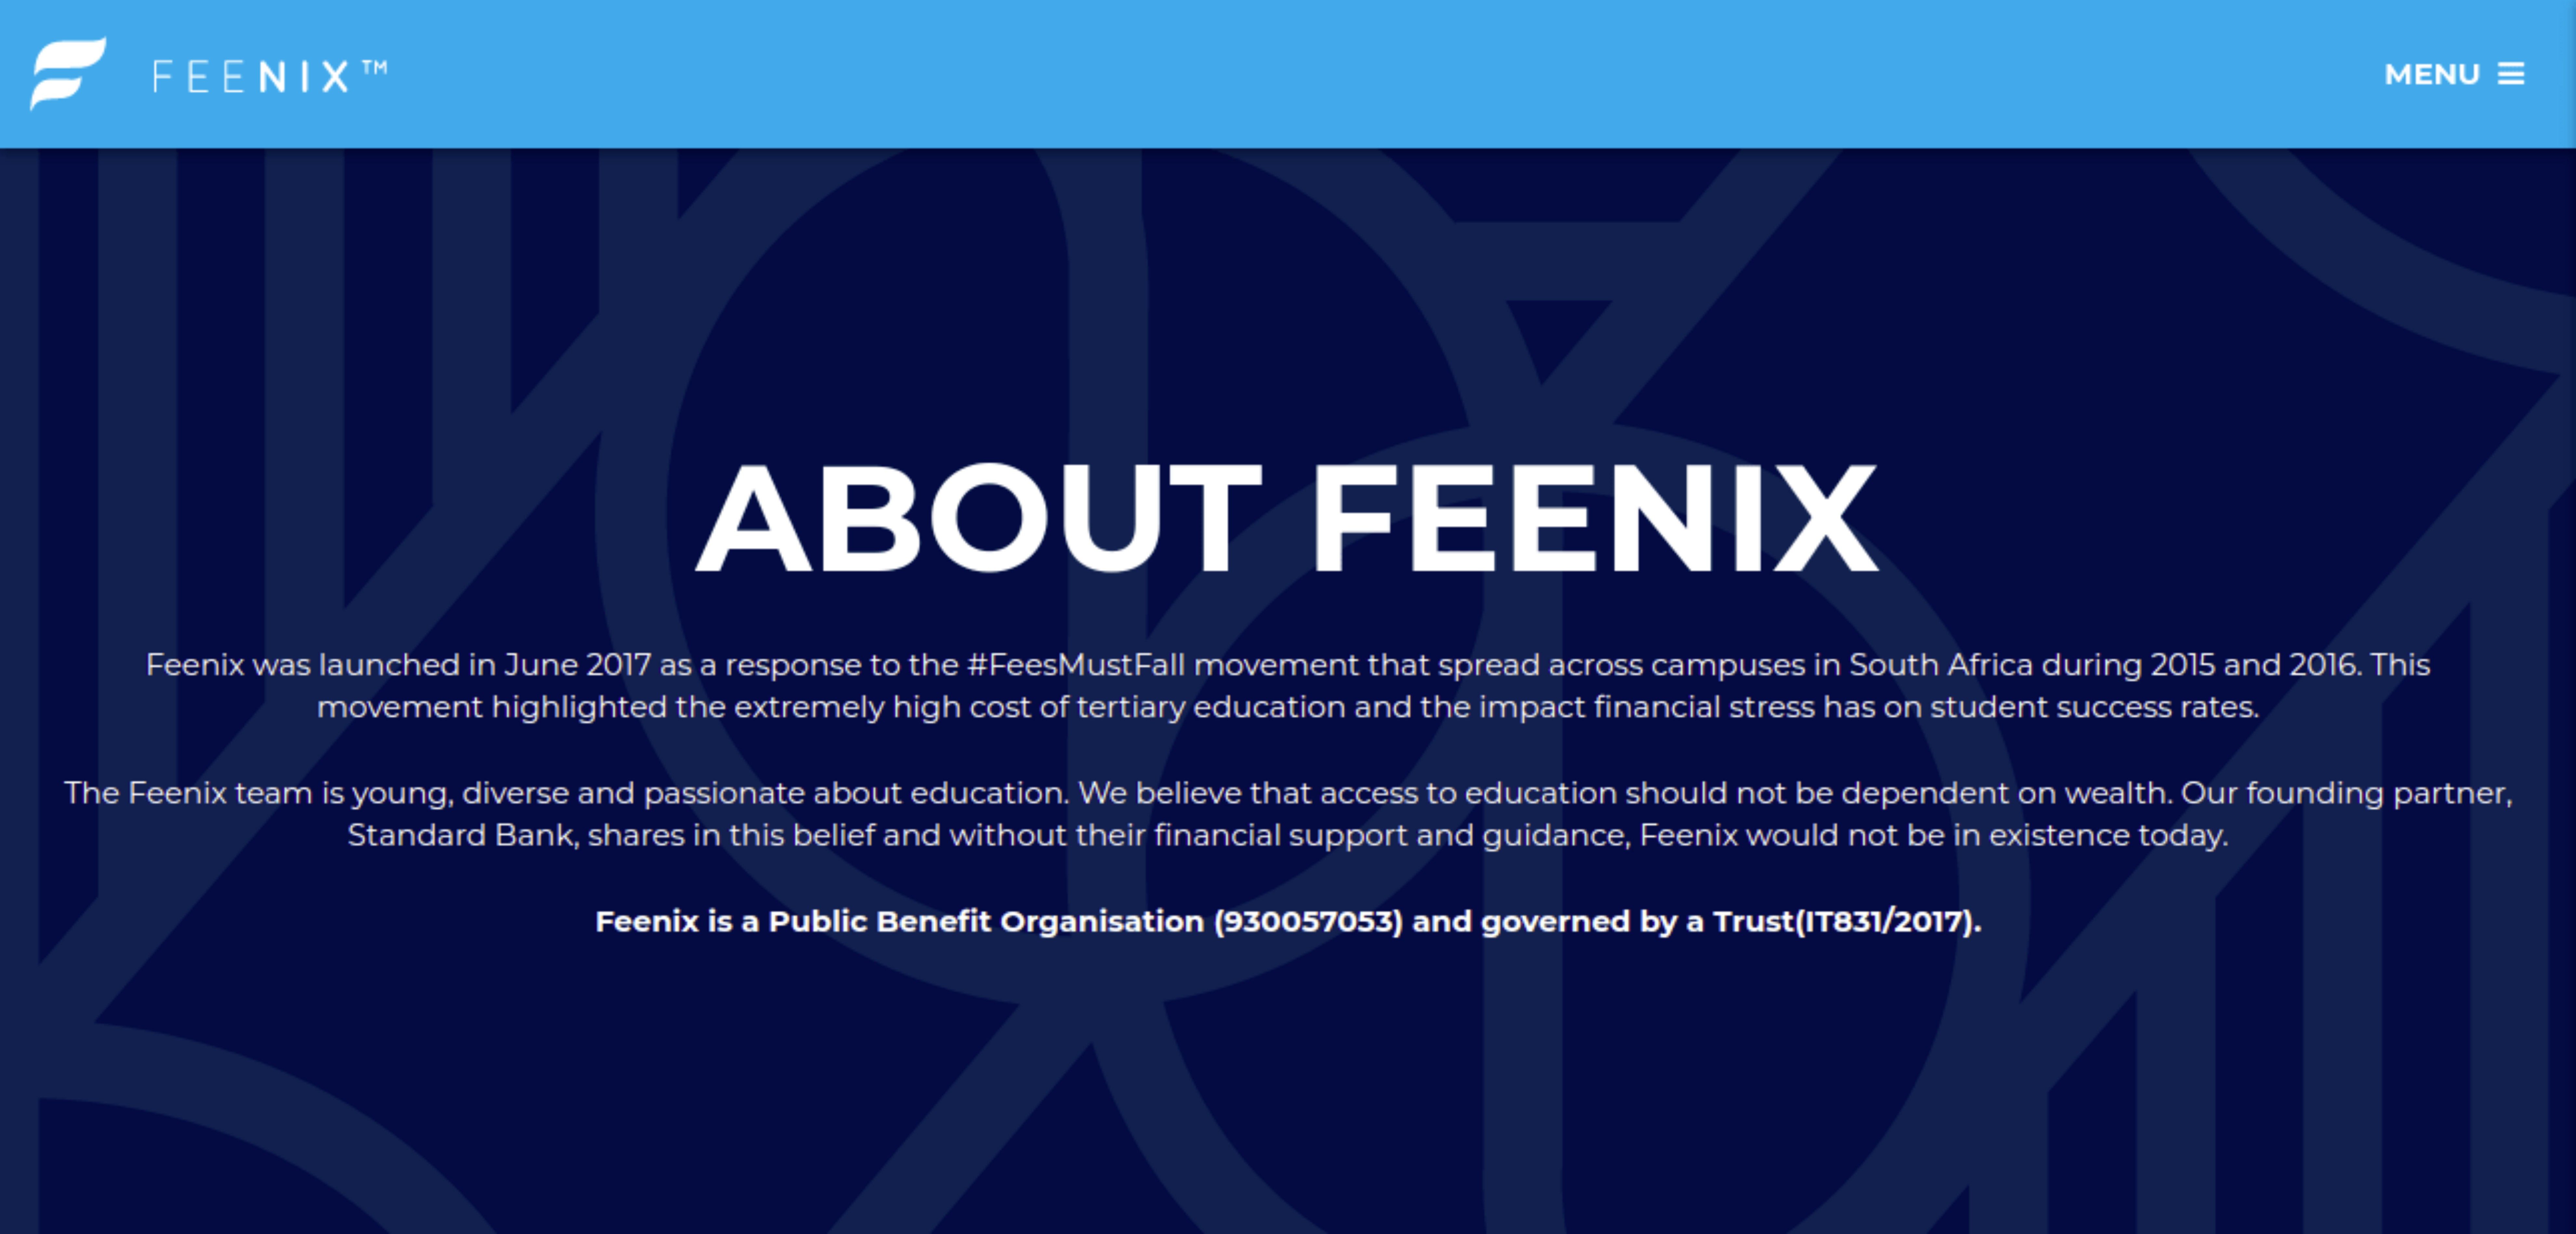 FEENIX™
MENU
ABOUT FEENIX
Feenix was launched in June 2017 as a response to the #FeesMustFall movement that spread across campuses in South Africa during 2015 and 2016. This
movement highlighted the extremely high cost of tertiary education and the impact financial stress has on student success rates.
The Feenix team is young, diverse and passionate about education. We believe that access to education should not be dependent on wealth. Our founding partner,
Standard Bank, shares in this belief and without their financial support and guidance, Feenix would not be in existence today.
Feenix is a Public Benefit Organisation (930057053) and governed by a Trust(IT831/2017).